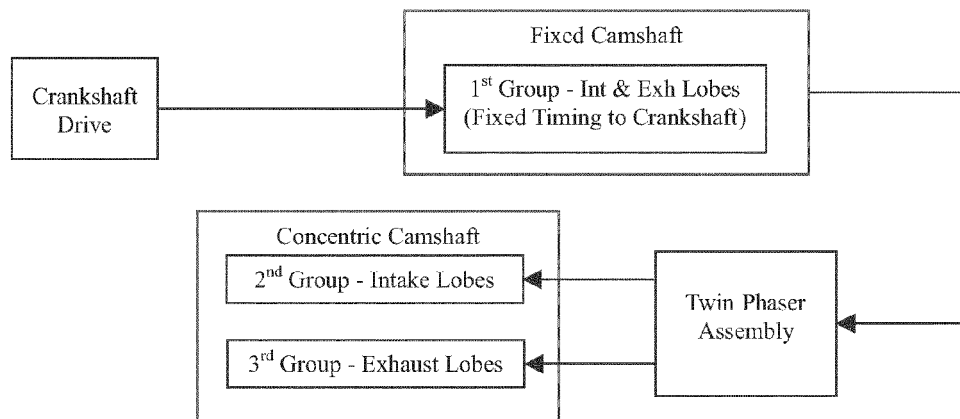 Fixed Camshaft
Crankshaft
Drive
1st Group - Int & Exh Lobes
(Fixed Timing to Crankshaft)
Concentric Camshaft
2nd Group - Intake Lobes
3rd Group - Exhaust Lobes
Twin Phaser
Assembly